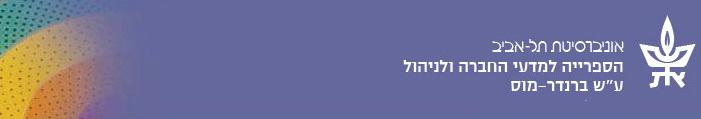 אוניברסיטת תל-אביב
הספרייה למדעי החברה ולניהול
ע"ש ברנדר-מוס